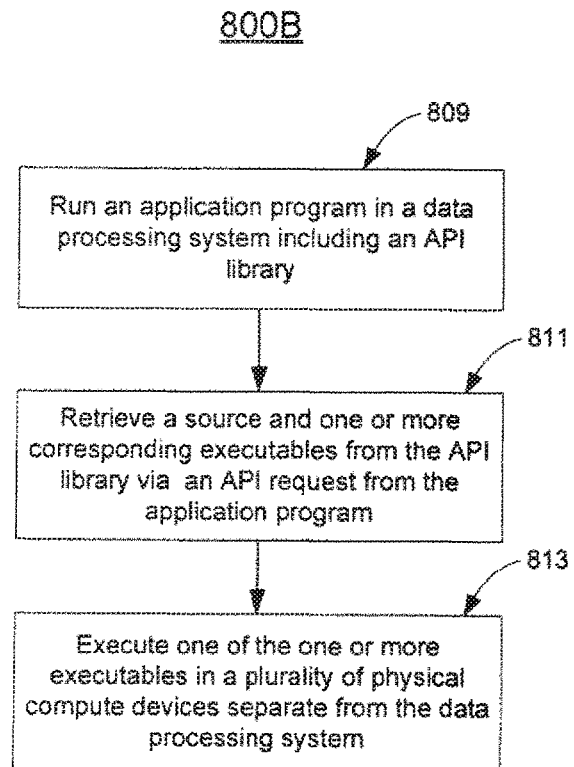 800B
809
Run an application program in a data
processing system including an API
library
811
Retrieve a source and one or more
corresponding executables from the API
library via an API request from the
application program
813
Execute one of the one or more
executables in a plurality of physical
compute devices separate from the data
processing system